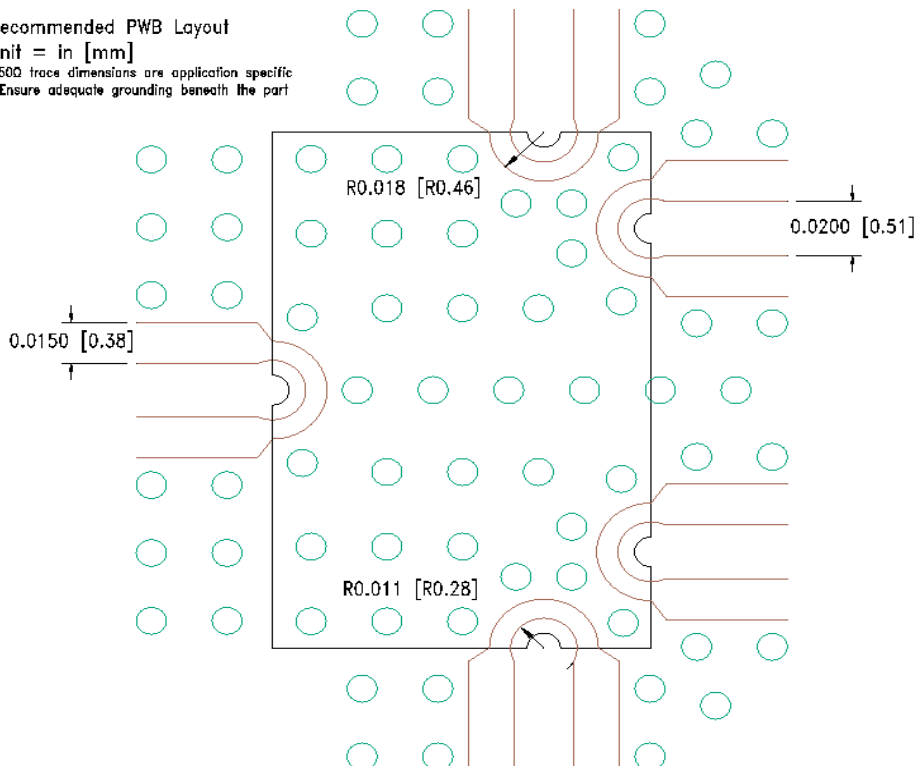 ecommended PWB Layout
nit = in [mm]
50Ω trace dimensions are application specific
Ensure adequate grounding beneath the part
R0.018 [R0.46]
0.0200 [0.51]
0.0150 [0.38]
R0.011 [R0.28]